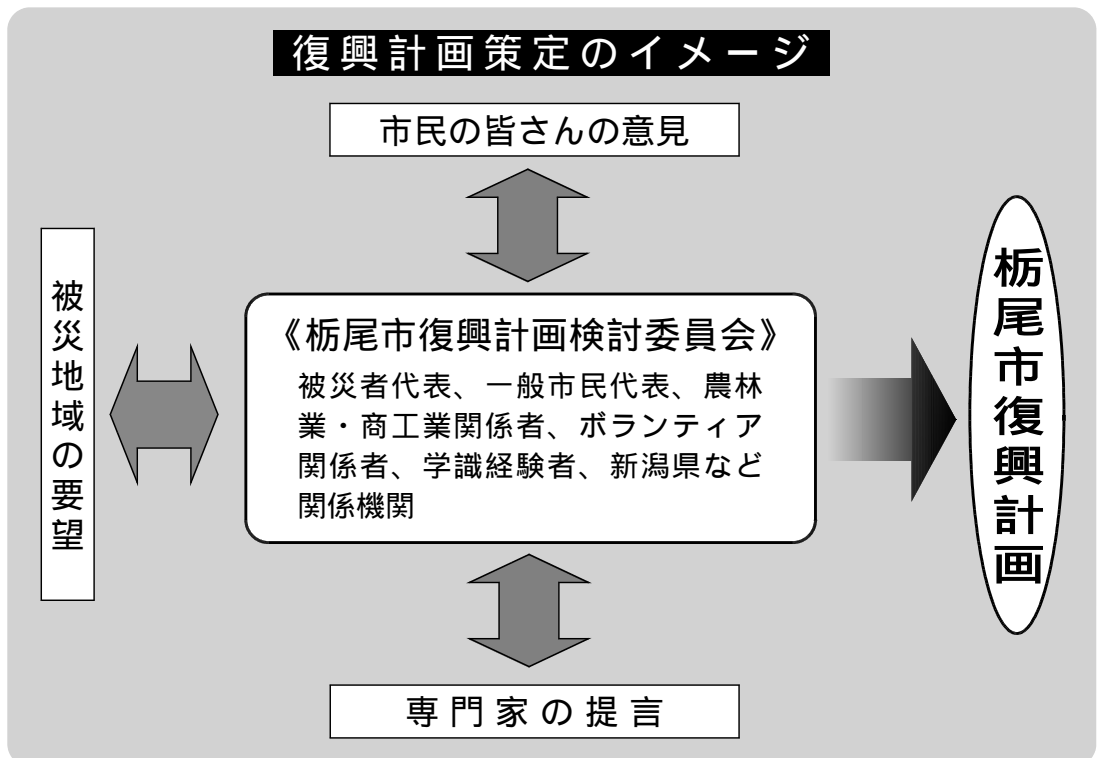 復興計画策定のイメージ
市民の皆さんの意見
被災地域の要望
《栃尾市復興計画検討委員会》
被災者代表、一般市民代表、農林
業・商工業関係者、ボランティア
関係者、学識経験者、新潟県など
関係機関
栃尾市復興計画
専門家の提言